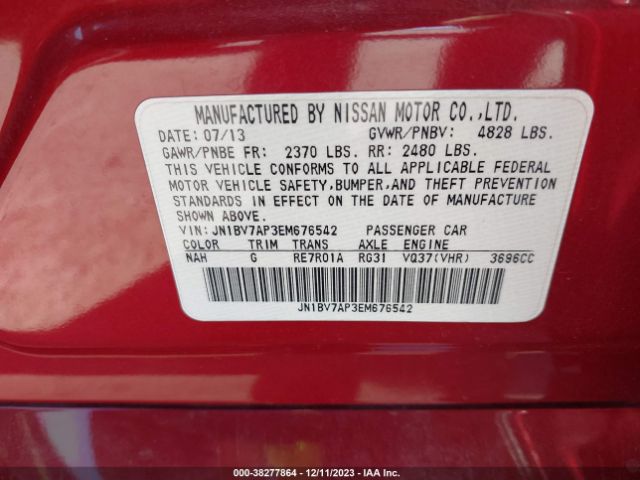 MANUFACTURED BY NISSAN MOTOR CO.,LTD.
DATE: 07/13 GVWR/PNBV: 4828 LBS.
GAWR/PNBE FR: 2370 LBS. RR: 2480 LBS.
THIS VEHICLE CONFORMS TO ALL APPLICABLE FEDERAL
MOTOR VEHICLE SAFETY,BUMPER,AND THEFT PREVENTION
STANDARDS IN EFFECT ON THE DATE OF MANUFACTURE
SHOWN ABOVE.
VIN: JN1BV7AP3EM676542 PASSENGER CAR
COLOR TRIM TRANS AXLE ENGINE
NAH G RE7R01A RG31 VQ37(VHR) 3696CC
JN1BV7AP3EM676542
000-38277864 - 12/11/2023 - IAAI.COM